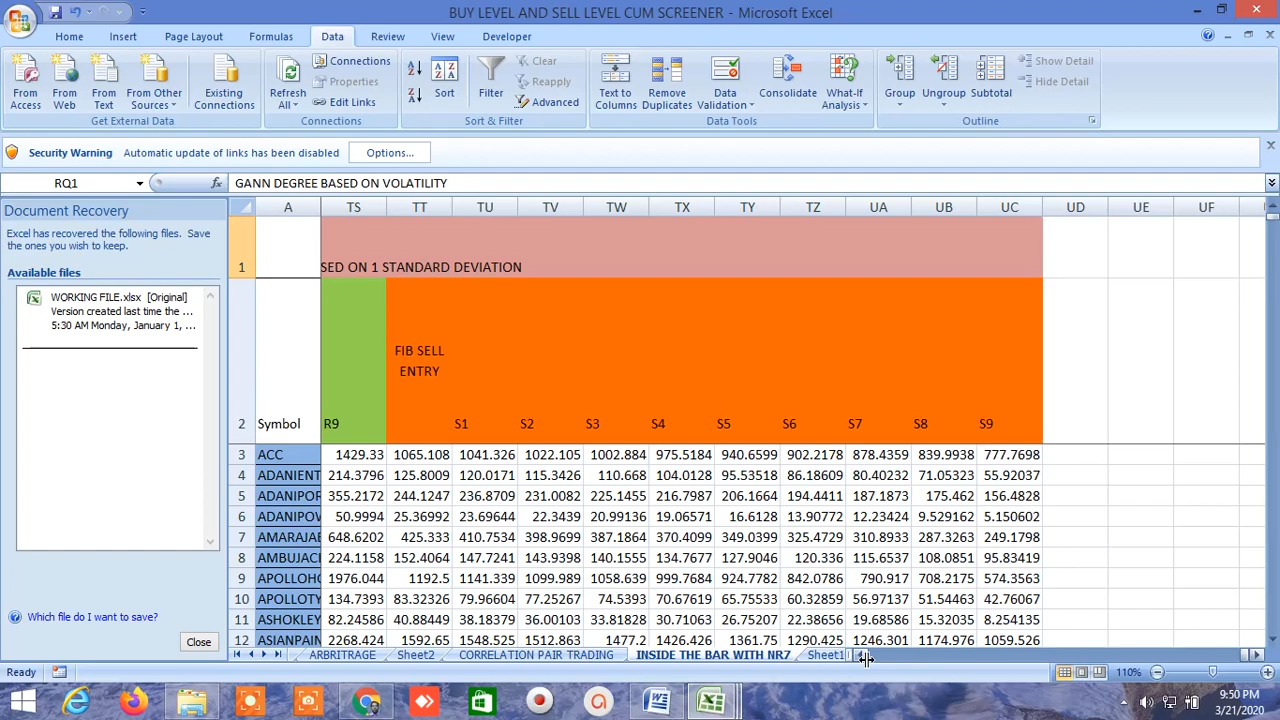 BUY LEVEL AND SELL LEVEL CUM SCREENER - Microsoft Excel
Home Insert Page Layout Formulas Data Review View Developer
From Access
From Web
From Text
From Other Sources
Existing Connections
Get External Data
Refresh All
Connections
Properties
Edit Links
Connections
Sort
Filter
Clear
Reapply
Advanced
Sort & Filter
Text to Columns
Remove Duplicates
Data Validation
Consolidate
What-If Analysis
Data Tools
Group
Ungroup
Subtotal
Show Detail
Hide Detail
Outline
Security Warning Automatic update of links has been disabled Options...
RQ1 fx GANN DEGREE BASED ON VOLATILITY
Document Recovery
Excel has recovered the following files. Save
the ones you wish to keep.
Available files
WORKING FILE.xlsx [Original]
Version created last time the ...
5:30 AM Monday, January 1, ...
Which file do I want to save?
Close
A TS TT TU TV TW TX TY TZ UA UB UC UD UE UF
1 SED ON 1 STANDARD DEVIATION
FIB SELL
ENTRY
2 Symbol R9 S1 S2 S3 S4 S5 S6 S7 S8 S9
3 ACC 1429.33 1065.108 1041.326 1022.105 1002.884 975.5184 940.6599 902.2178 878.4359 839.9938 777.7698
4 ADANIENT 214.3796 125.8009 120.0171 115.3426 110.668 104.0128 95.53518 86.18609 80.40232 71.05323 55.92037
5 ADANIPOR 355.2172 244.1247 236.8709 231.0082 225.1455 216.7987 206.1664 194.4411 187.1873 175.462 156.4828
6 ADANIPOV 50.9994 25.36992 23.69644 22.3439 20.99136 19.06571 16.6128 13.90772 12.23424 9.529162 5.150602
7 AMARAJAE 648.6202 425.333 410.7534 398.9699 387.1864 370.4099 349.0399 325.4729 310.8933 287.3263 249.1798
8 AMBUJACI 224.1158 152.4064 147.7241 143.9398 140.1555 134.7677 127.9046 120.336 115.6537 108.0851 95.83419
9 APOLLOHO 1976.044 1192.5 1141.339 1099.989 1058.639 999.7684 924.7782 842.0786 790.917 708.2175 574.3563
10 APOLLOTY 134.7393 83.32326 79.96604 77.25267 74.5393 70.67619 65.75533 60.32859 56.97137 51.54463 42.76067
11 ASHOKLEY 82.24586 40.88449 38.18379 36.00103 33.81828 30.71063 26.75207 22.38656 19.68586 15.32035 8.254135
12 ASIANPAIN 2268.424 1592.65 1548.525 1512.863 1477.2 1426.426 1361.75 1290.425 1246.301 1174.976 1059.526
ARBITRAGE Sheet2 CORRELATION PAIR TRADING INSIDE THE BAR WITH NR7 Sheet1
Ready 110%
9:50 PM
3/21/2020